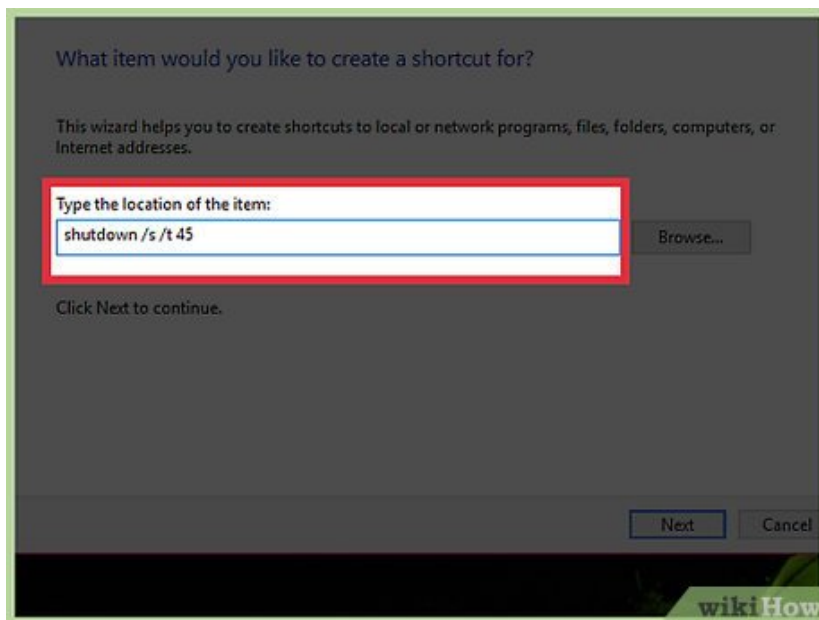 What item would you like to create a shortcut for?
This wizard helps you to create shortcuts to local or network programs, files, folders, computers, or
Internet addresses.
Type the location of the item:
shutdown /s /t 45
Browse...
Click Next to continue.
Next
Cancel
wikiHow